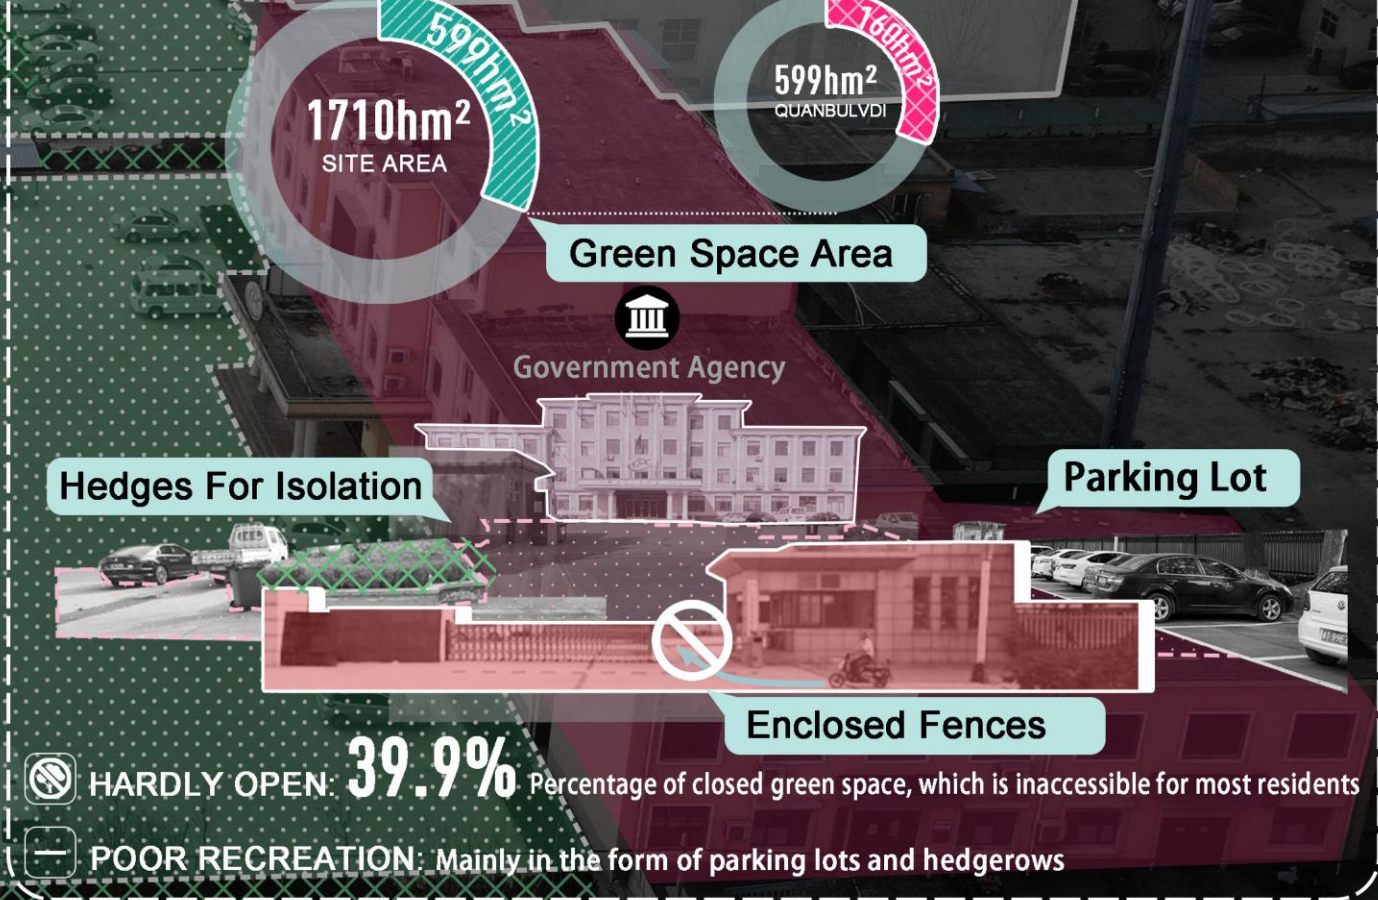 599hm²
160hm²
1710hm²
SITE AREA
599hm²
QUANBULVDI
Green Space Area
Government Agency
Hedges For Isolation
Parking Lot
Enclosed Fences
HARDLY OPEN: 39.9% Percentage of closed green space, which is inaccessible for most residents
POOR RECREATION: Mainly in the form of parking lots and hedgerows